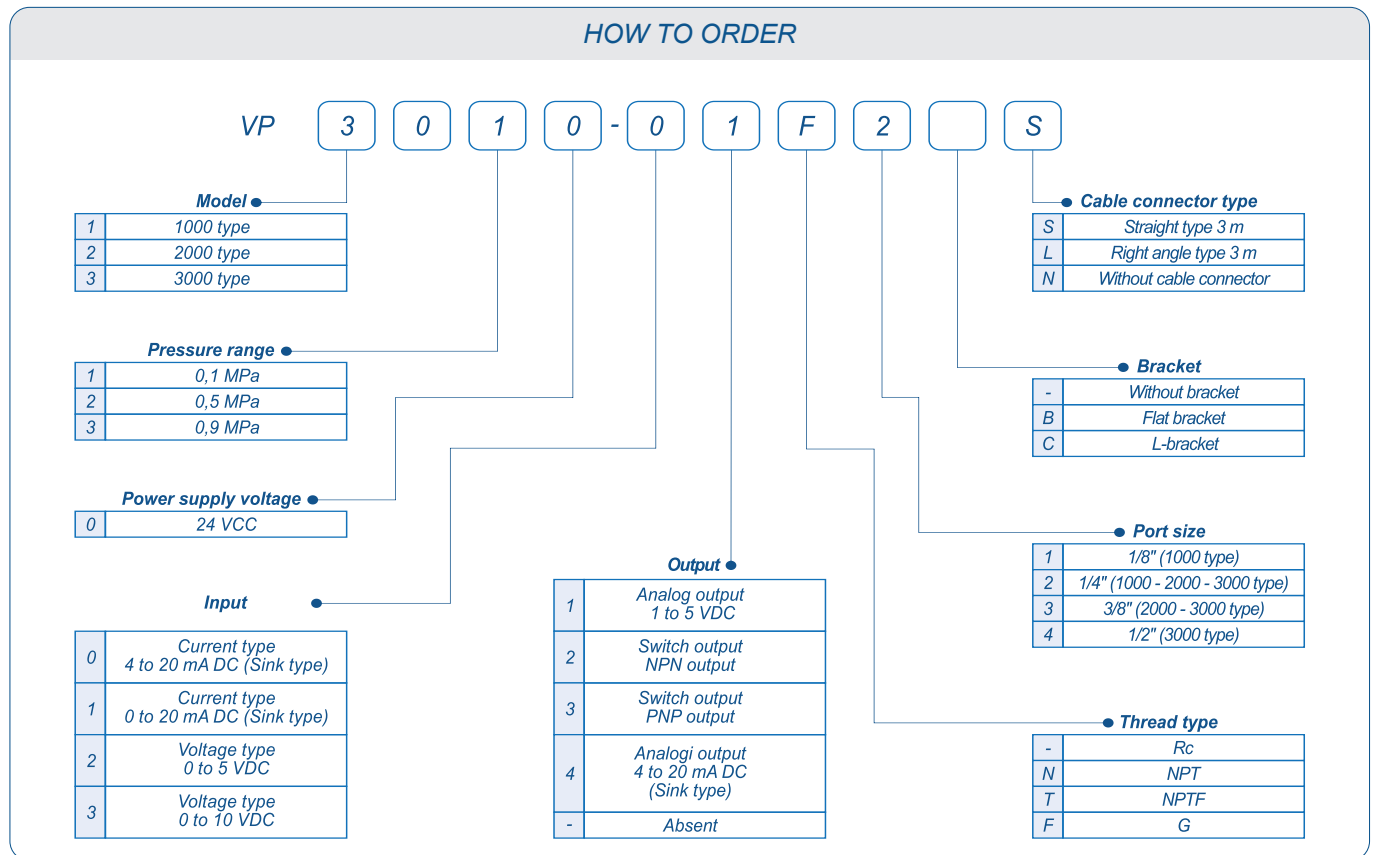 HOW TO ORDER
VP 3 0 1 0 - 0 1 F 2 S
Model
1 1000 type
2 2000 type
3 3000 type
Pressure range
1 0,1 MPa
2 0,5 MPa
3 0,9 MPa
Power supply voltage
0 24 VCC
Input
0 Current type
4 to 20 mA DC (Sink type)
1 Current type
0 to 20 mA DC (Sink type)
2 Voltage type
0 to 5 VDC
3 Voltage type
0 to 10 VDC
Output
1 Analog output
1 to 5 VDC
2 Switch output
NPN output
3 Switch output
PNP output
4 Analogi output
4 to 20 mA DC
(Sink type)
- Absent
Cable connector type
S Straight type 3 m
L Right angle type 3 m
N Without cable connector
Bracket
- Without bracket
B Flat bracket
C L-bracket
Port size
1 1/8" (1000 type)
2 1/4" (1000 - 2000 - 3000 type)
3 3/8" (2000 - 3000 type)
4 1/2" (3000 type)
Thread type
- Rc
N NPT
T NPTF
F G